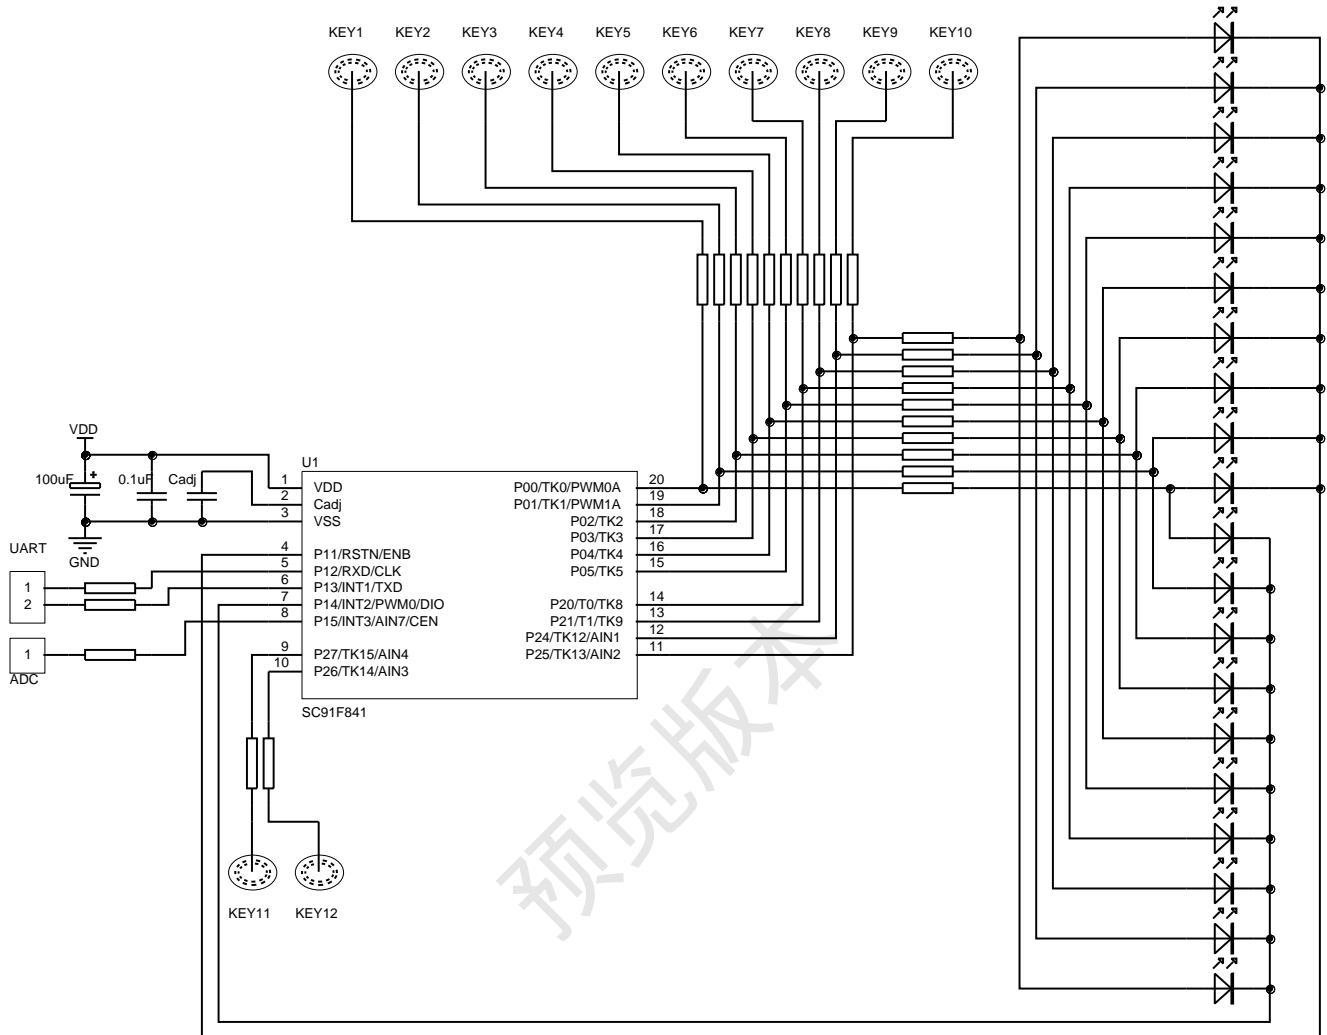 KEY1 KEY2 KEY3 KEY4 KEY5 KEY6 KEY7 KEY8 KEY9 KEY10
VDD
100uF + 0.1uF Cadj
GND
UART
1
2
1
ADC
U1
1 VDD
2 Cadj
3 VSS
4 P11/RSTN/ENB
5 P12/RXD/CLK
6 P13/INT1/TXD
7 P14/INT2/PWM0/DIO
8 P15/INT3/AIN7/CEN
9 P27/TK15/AIN4
10 P26/TK14/AIN3
P00/TK0/PWM0A 20
P01/TK1/PWM1A 19
P02/TK2 18
P03/TK3 17
P04/TK4 16
P05/TK5 15
P20/T0/TK8 14
P21/T1/TK9 13
P24/TK12/AIN1 12
P25/TK13/AIN2 11
SC91F841
KEY11 KEY12
预览版本